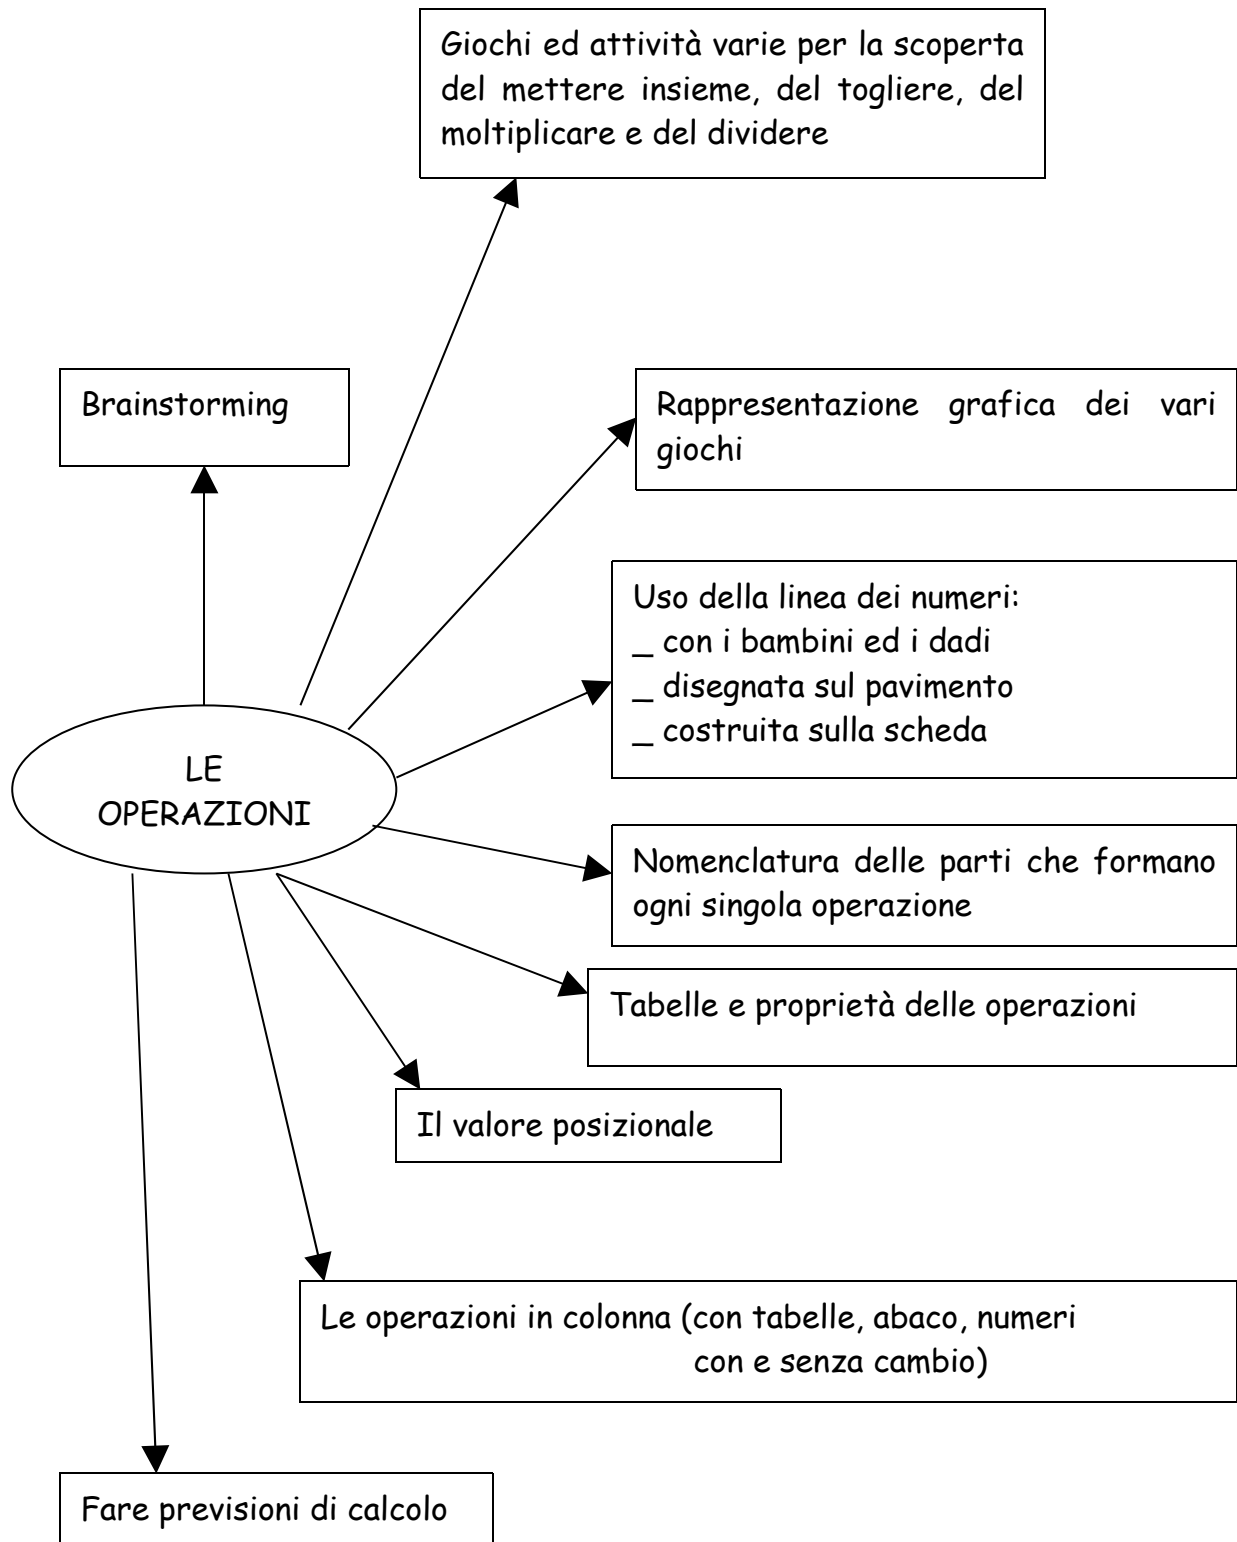 Giochi ed attività varie per la scoperta
del mettere insieme, del togliere, del
moltiplicare e del dividere
Brainstorming
Rappresentazione grafica dei vari
giochi
Uso della linea dei numeri:
_ con i bambini ed i dadi
_ disegnata sul pavimento
_ costruita sulla scheda
LE
OPERAZIONI
Nomenclatura delle parti che formano
ogni singola operazione
Tabelle e proprietà delle operazioni
Il valore posizionale
Le operazioni in colonna (con tabelle, abaco, numeri
con e senza cambio)
Fare previsioni di calcolo